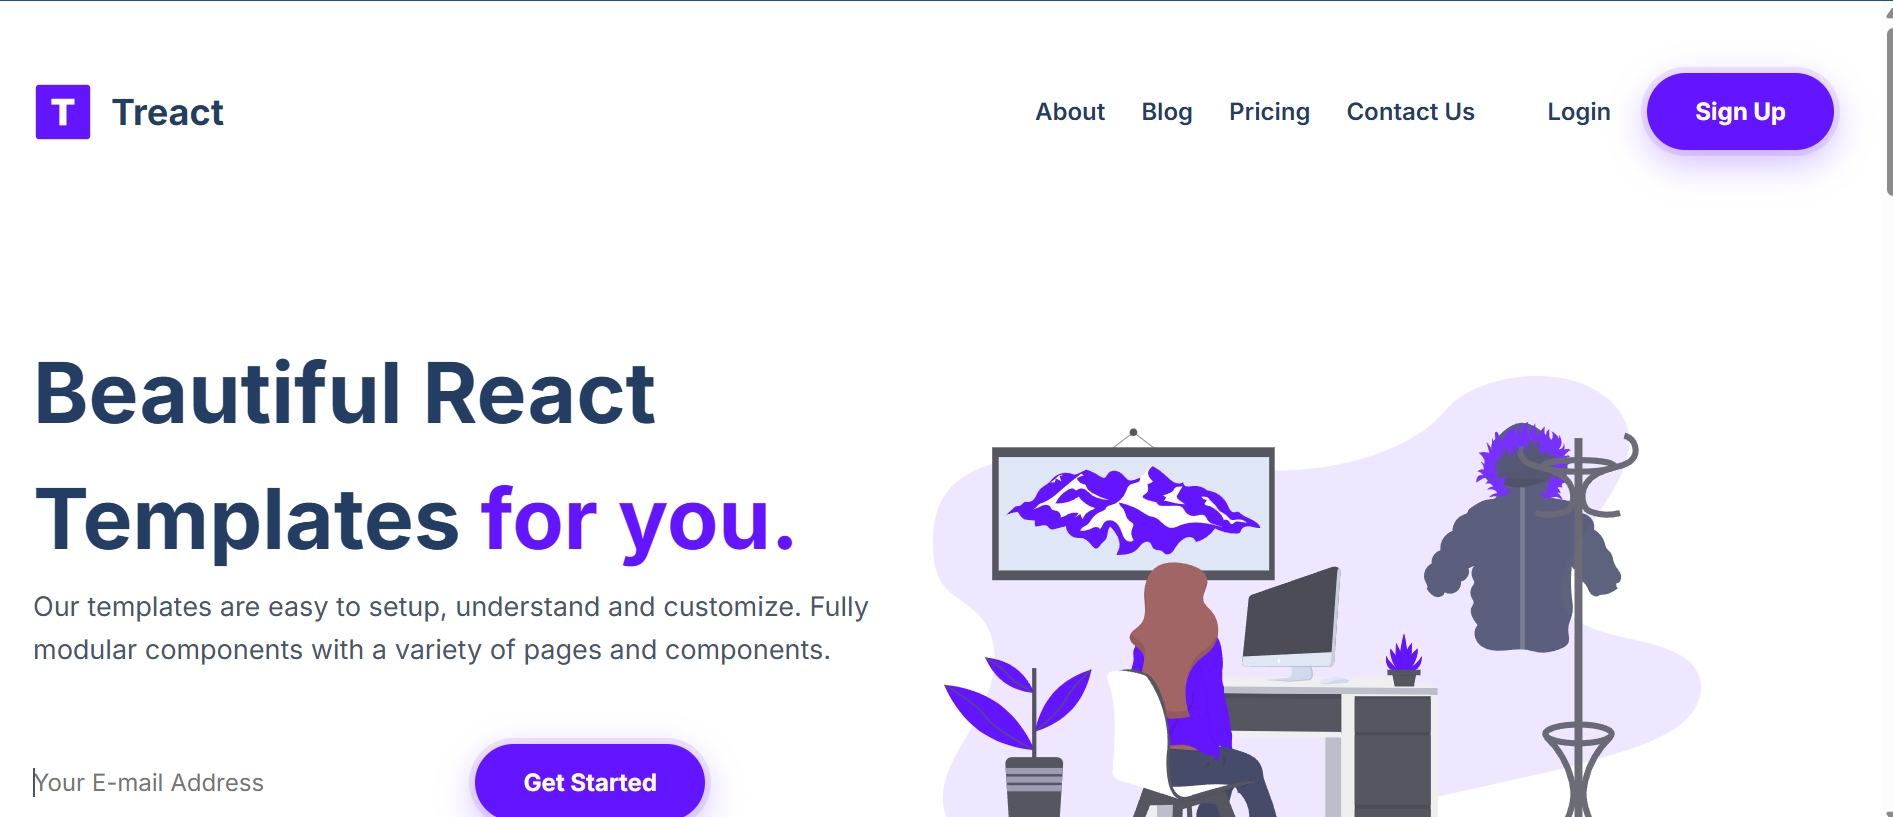 T Treact
About Blog Pricing Contact Us Login Sign Up
Beautiful React
Templates for you.
Our templates are easy to setup, understand and customize. Fully
modular components with a variety of pages and components.
Your E-mail Address Get Started